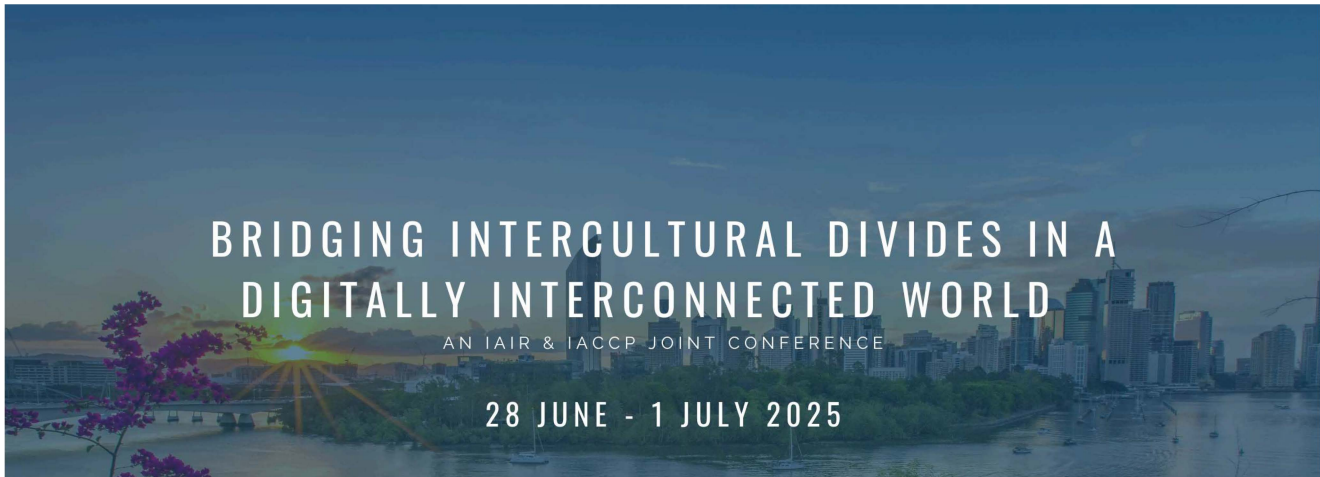 BRIDGING INTERCULTURAL DIVIDES IN A
DIGITALLY INTERCONNECTED WORLD
AN IAIR & IACCP JOINT CONFERENCE
28 JUNE - 1 JULY 2025